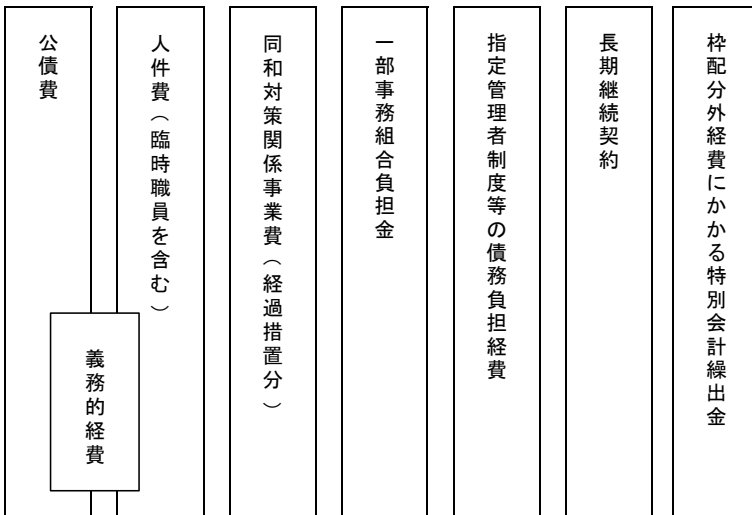 公債費
人件費（臨時職員を含む）
義務的経費
同和対策関係事業費（経過措置分）
一部事務組合負担金
指定管理者制度等の債務負担経費
長期継続契約
枠配分外経費にかかる特別会計繰出金